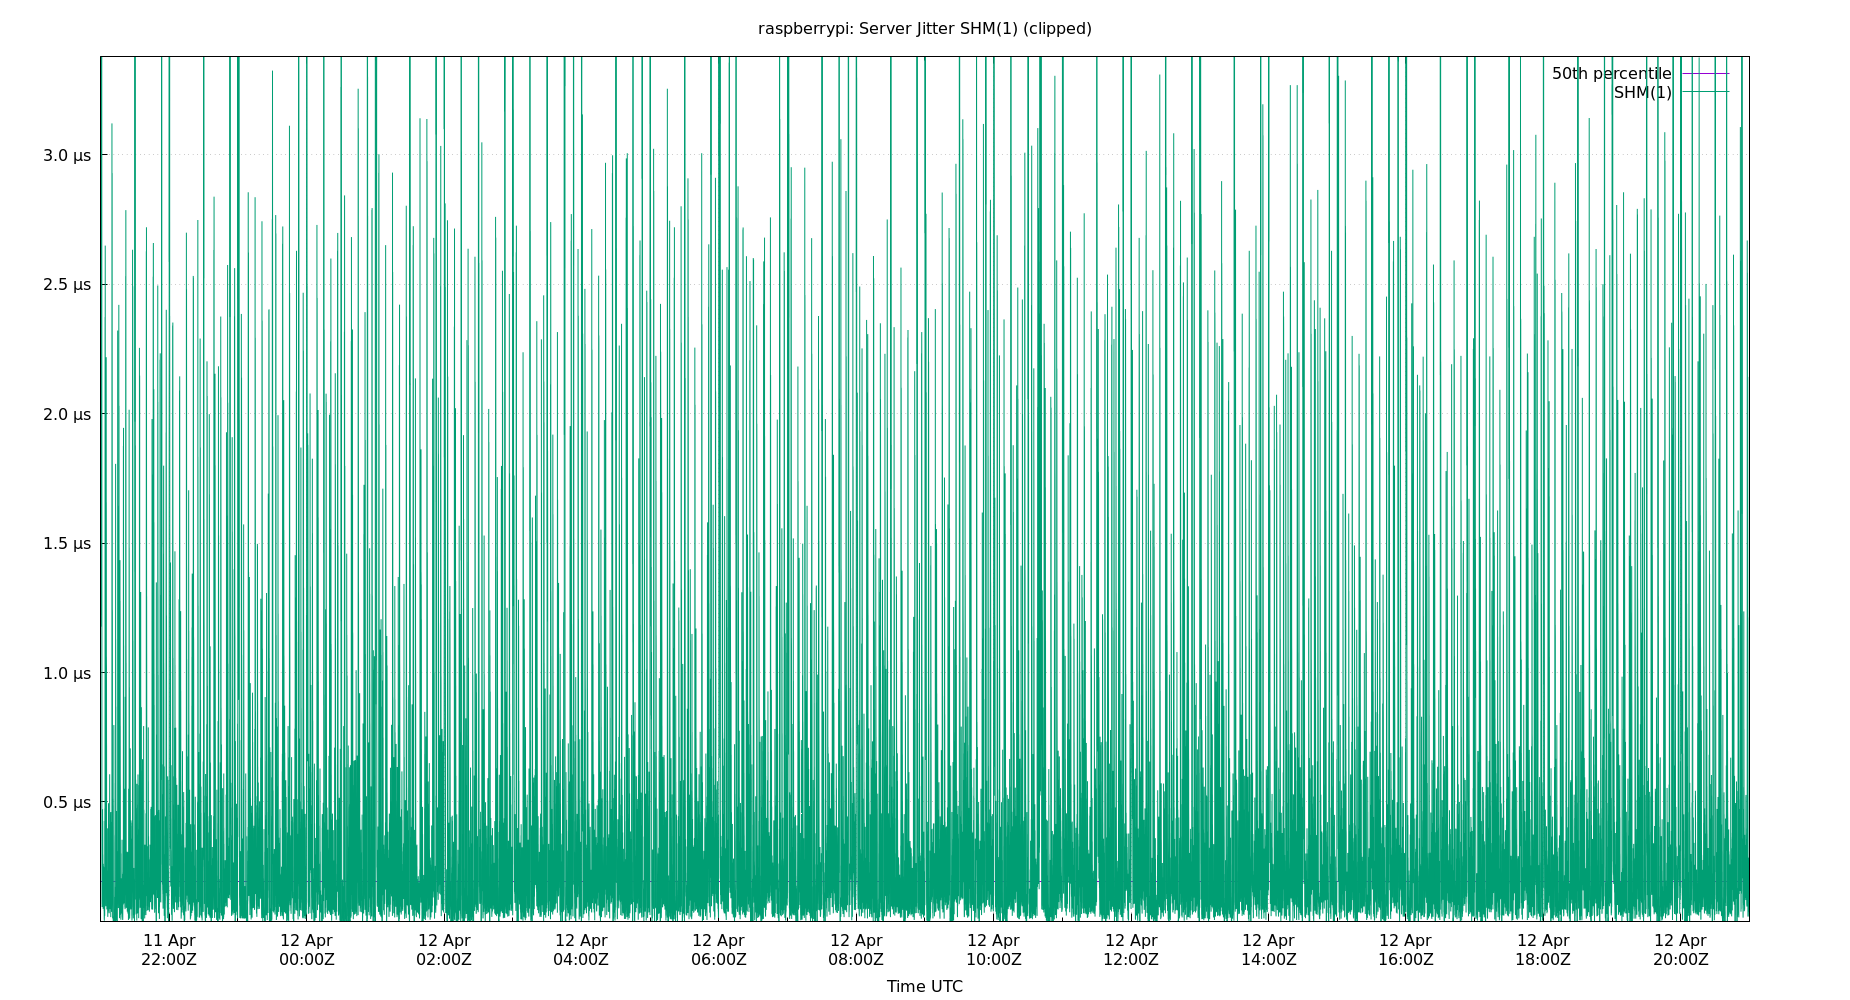 raspberrypi: Server Jitter SHM(1) (clipped)
50th percentile
SHM(1)
3.0 µs
2.5 µs
2.0 µs
1.5 µs
1.0 µs
0.5 µs
11 Apr 12 Apr 12 Apr 12 Apr 12 Apr 12 Apr 12 Apr 12 Apr 12 Apr 12 Apr 12 Apr 12 Apr
22:00Z 00:00Z 02:00Z 04:00Z 06:00Z 08:00Z 10:00Z 12:00Z 14:00Z 16:00Z 18:00Z 20:00Z
Time UTC